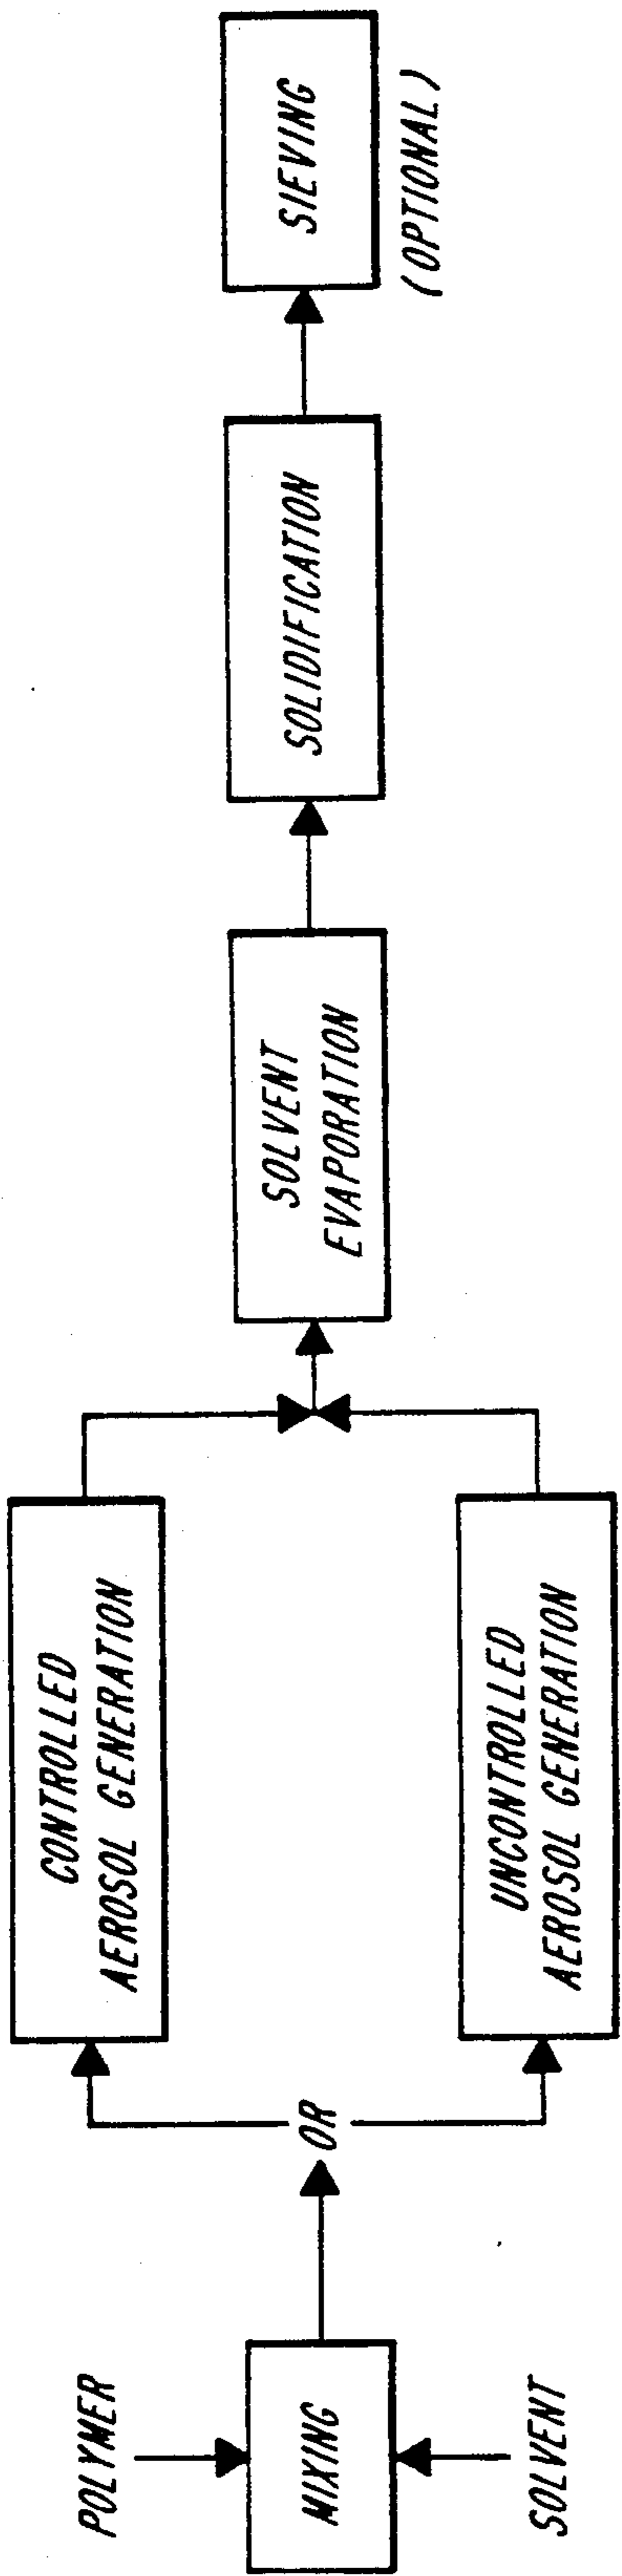 POLYMER
MIXING
SOLVENT
OR
CONTROLLED
AEROSOL GENERATION
UNCONTROLLED
AEROSOL GENERATION
SOLVENT
EVAPORATION
SOLIDIFICATION
SIEVING
(OPTIONAL)